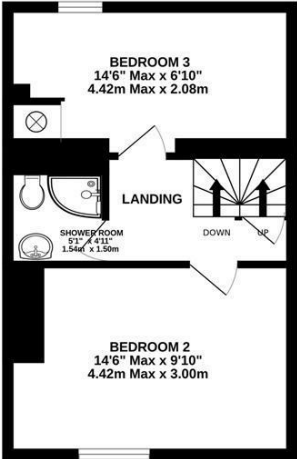 BEDROOM 3
14'6" Max x 6'10"
4.42m Max x 2.08m
LANDING
SHOWER ROOM
5'1" x 4'11"
1.54m x 1.50m
DOWN
UP
BEDROOM 2
14'6" Max x 9'10"
4.42m Max x 3.00m